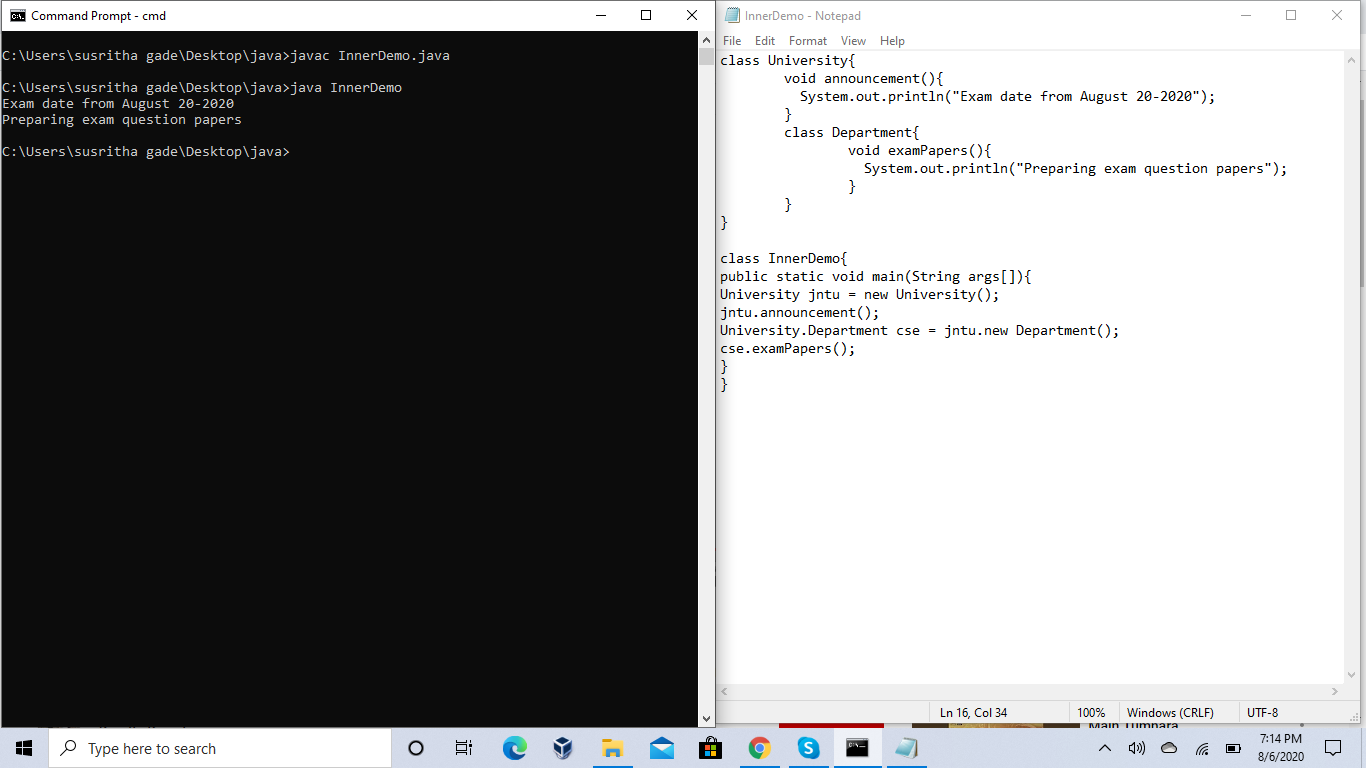 Command Prompt - cmd
C:\Users\susritha gade\Desktop\java>javac InnerDemo.java
C:\Users\susritha gade\Desktop\java>java InnerDemo
Exam date from August 20-2020
Preparing exam question papers
C:\Users\susritha gade\Desktop\java>
InnerDemo - Notepad
File Edit Format View Help
class University{
void announcement(){
System.out.println("Exam date from August 20-2020");
}
class Department{
void examPapers(){
System.out.println("Preparing exam question papers");
}
}
}
class InnerDemo{
public static void main(String args[]){
University jntu = new University();
jntu.announcement();
University.Department cse = jntu.new Department();
cse.examPapers();
}
}
Ln 16, Col 34 100% Windows (CRLF) UTF-8
Type here to search
7:14 PM
8/6/2020